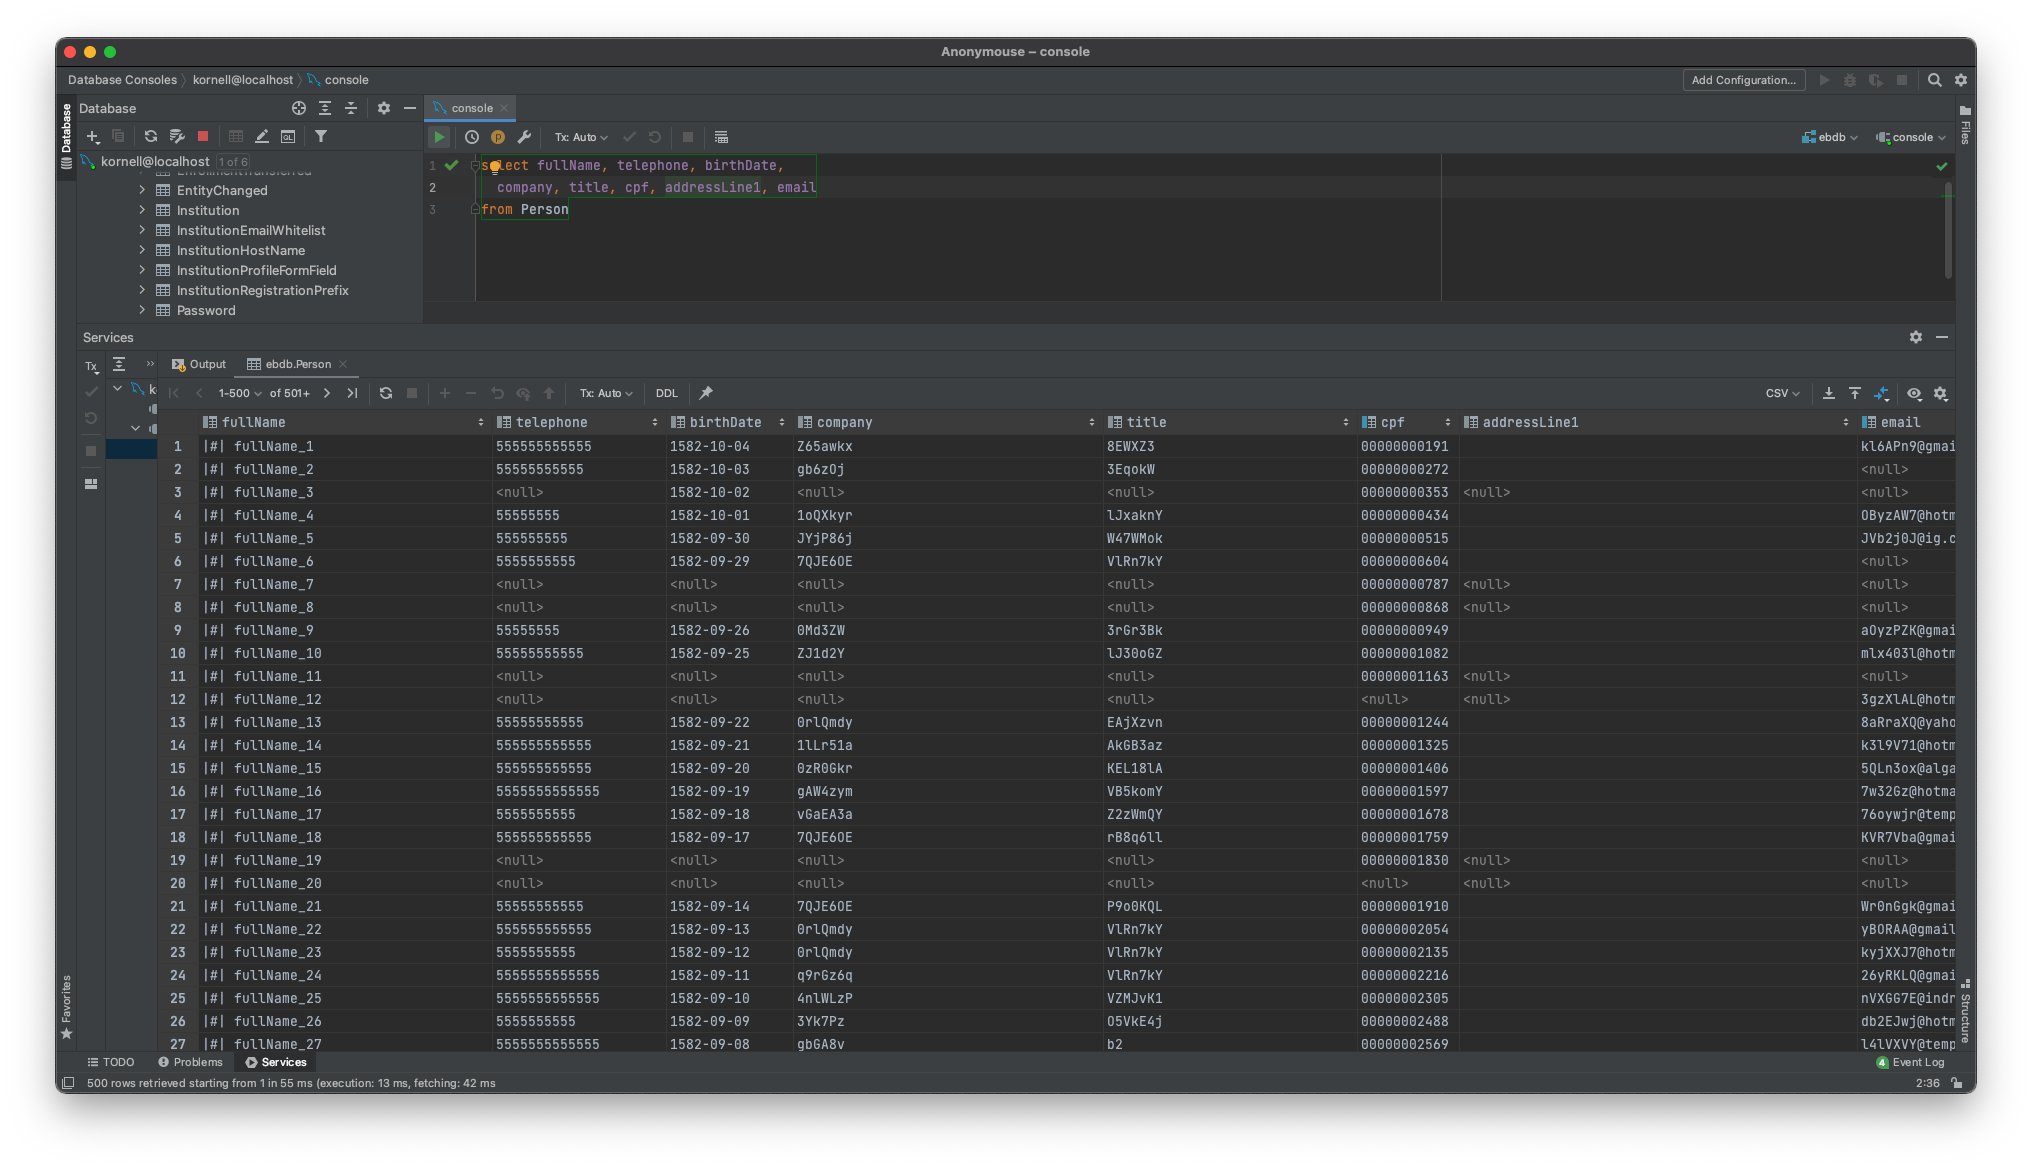 Anonymouse – console
Database Consoles kornell@localhost console
Add Configuration...
Database
Database
console
Tx: Auto
ebdb
console
Files
kornell@localhost 1 of 6
EnrollmentTransferred
EntityChanged
Institution
InstitutionEmailWhitelist
InstitutionHostName
InstitutionProfileFormField
InstitutionRegistrationPrefix
Password
1 select fullName, telephone, birthDate,
2 company, title, cpf, addressLine1, email
3 from Person
Services
Tx
Output ebdb.Person
1-500 of 501+ Tx: Auto DDL CSV
fullName telephone birthDate company title cpf addressLine1 email
1 |#| fullName_1 555555555555 1582-10-04 Z65awkx 8EWXZ3 00000000191 kl6APn9@gmai
2 |#| fullName_2 55555555555 1582-10-03 gb6zOj 3EqokW 00000000272 <null>
3 |#| fullName_3 <null> 1582-10-02 <null> <null> 00000000353 <null> <null>
4 |#| fullName_4 55555555 1582-10-01 1oQXkyr lJxaknY 00000000434 OByzAW7@hotm
5 |#| fullName_5 555555555 1582-09-30 JYjP86j W47WMok 00000000515 JVb2j0J@ig.c
6 |#| fullName_6 5555555555 1582-09-29 7QJE6OE VlRn7kY 00000000604 <null>
7 |#| fullName_7 <null> <null> <null> <null> 00000000787 <null> <null>
8 |#| fullName_8 <null> <null> <null> <null> 00000000868 <null> <null>
9 |#| fullName_9 55555555 1582-09-26 0Md3ZW 3rGr3Bk 00000000949 aOyzPZK@gmai
10 |#| fullName_10 55555555555 1582-09-25 ZJ1d2Y lJ30oGZ 00000001082 mlx403l@hotm
11 |#| fullName_11 <null> <null> <null> <null> 00000001163 <null> <null>
12 |#| fullName_12 <null> <null> <null> <null> <null> <null> 3gzXlAL@hotm
13 |#| fullName_13 55555555555 1582-09-22 0rlQmdy EAjXzvn 00000001244 8aRraXQ@yaho
14 |#| fullName_14 555555555555 1582-09-21 1lLr51a AkGB3az 00000001325 k3l9V71@hotm
15 |#| fullName_15 555555555555 1582-09-20 0zR0Gkr KEL18lA 00000001406 5QLn3ox@alga
16 |#| fullName_16 5555555555555 1582-09-19 gAW4zym VB5komY 00000001597 7w32Gz@hotma
17 |#| fullName_17 5555555555 1582-09-18 vGaEA3a Z2zWmQY 00000001678 76oywjr@temp
18 |#| fullName_18 555555555555 1582-09-17 7QJE6OE rB8q6ll 00000001759 KVR7Vba@gmai
19 |#| fullName_19 <null> <null> <null> <null> 00000001830 <null> <null>
20 |#| fullName_20 <null> <null> <null> <null> <null> <null> <null>
21 |#| fullName_21 55555555555 1582-09-14 7QJE6OE P9o0KQL 00000001910 Wr0nGgk@gmai
22 |#| fullName_22 555555555555 1582-09-13 0rlQmdy VlRn7kY 00000002054 yBORAA@gmail
23 |#| fullName_23 5555555555 1582-09-12 0rlQmdy VlRn7kY 00000002135 kyjXXJ7@hotm
24 |#| fullName_24 5555555555555 1582-09-11 q9rGz6q VlRn7kY 00000002216 26yRKLQ@gmai
25 |#| fullName_25 5555555555555 1582-09-10 4nlWLzP VZMJvK1 00000002305 nVXGG7E@indr
26 |#| fullName_26 5555555555 1582-09-09 3Yk7Pz O5VkE4j 00000002488 db2EJwj@hotm
27 |#| fullName_27 5555555555555 1582-09-08 gbGA8v b2 00000002569 l4lVXVY@temp
Favorites
Structure
TODO Problems Services
4 Event Log
500 rows retrieved starting from 1 in 55 ms (execution: 13 ms, fetching: 42 ms
2:36